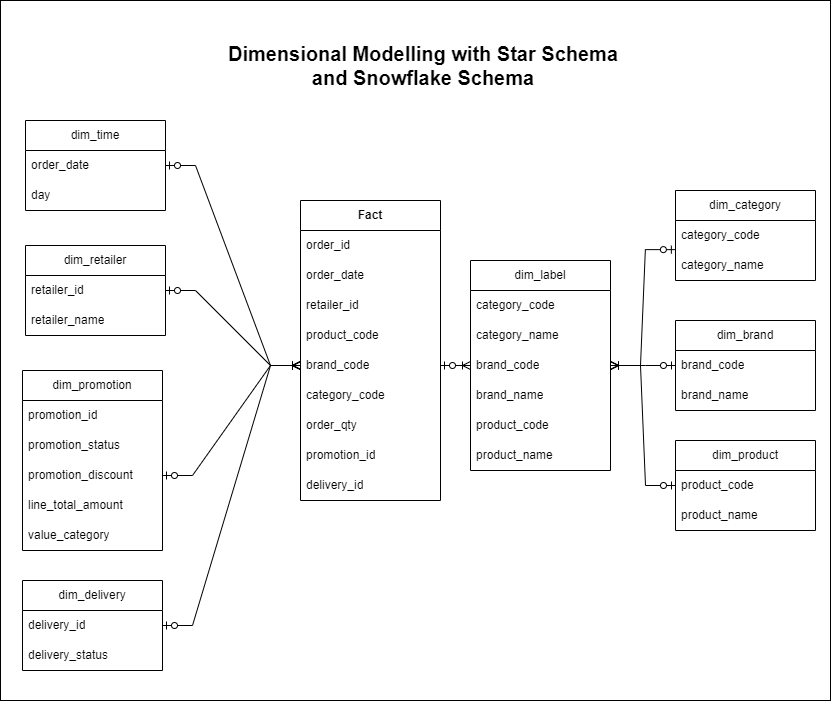 Dimensional Modelling with Star Schema
and Snowflake Schema
dim_time
order_date
day
dim_retailer
retailer_id
retailer_name
dim_promotion
promotion_id
promotion_status
promotion_discount
line_total_amount
value_category
dim_delivery
delivery_id
delivery_status
Fact
order_id
order_date
retailer_id
product_code
brand_code
category_code
order_qty
promotion_id
delivery_id
dim_label
category_code
category_name
brand_code
brand_name
product_code
product_name
dim_category
category_code
category_name
dim_brand
brand_code
brand_name
dim_product
product_code
product_name